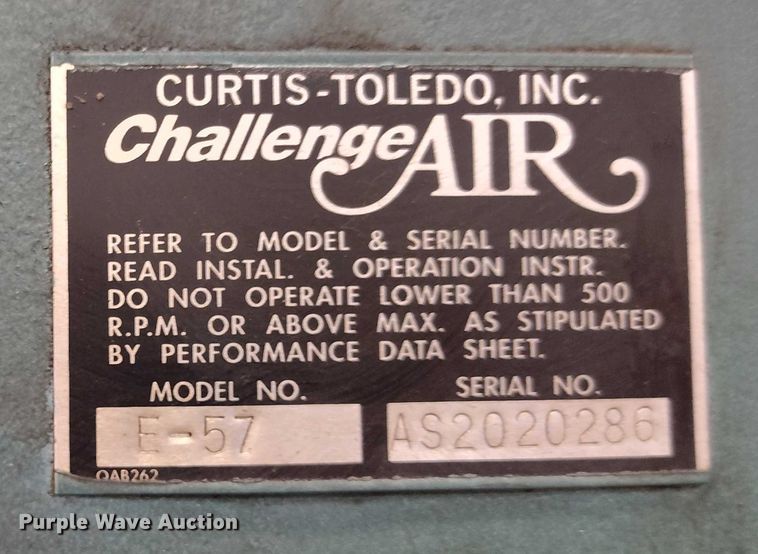 CURTIS-TOLEDO, INC.
ChallengeAIR
REFER TO MODEL & SERIAL NUMBER.
READ INSTAL. & OPERATION INSTR.
DO NOT OPERATE LOWER THAN 500
R.P.M. OR ABOVE MAX. AS STIPULATED
BY PERFORMANCE DATA SHEET.
MODEL NO. SERIAL NO.
E-57 AS2020286
OAB262
Purple Wave Auction